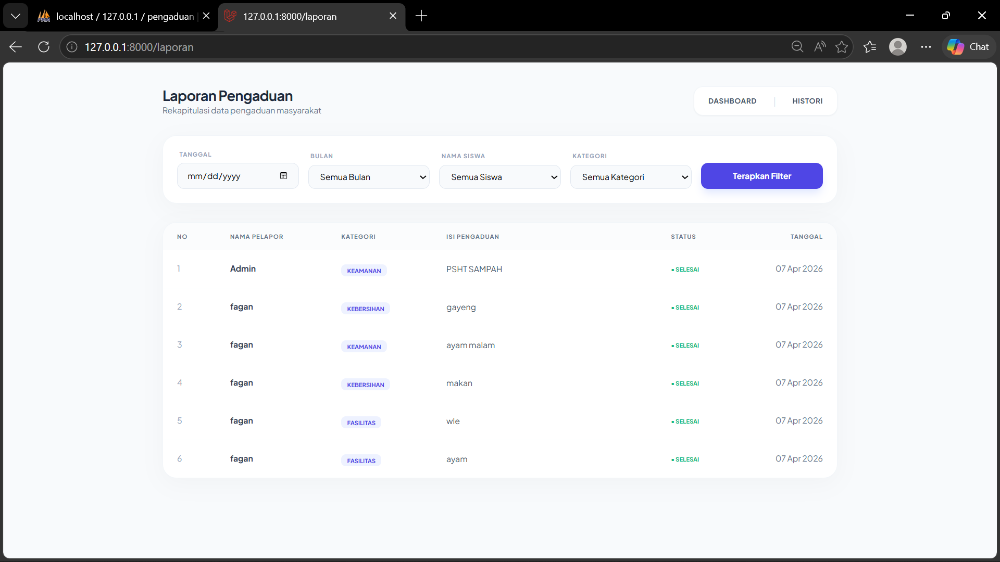 localhost / 127.0.0.1 / pengaduan
127.0.0.1:8000/laporan
127.0.0.1:8000/laporan
Chat
Laporan Pengaduan
Rekapitulasi data pengaduan masyarakat
DASHBOARD | HISTORI
TANGGAL BULAN NAMA SISWA KATEGORI
mm/dd/yyyy Semua Bulan Semua Siswa Semua Kategori Terapkan Filter
NO NAMA PELAPOR KATEGORI ISI PENGADUAN STATUS TANGGAL
1 Admin KEAMANAN PSHT SAMPAH • SELESAI 07 Apr 2026
2 fagan KEBERSIHAN gayeng • SELESAI 07 Apr 2026
3 fagan KEAMANAN ayam malam • SELESAI 07 Apr 2026
4 fagan KEBERSIHAN makan • SELESAI 07 Apr 2026
5 fagan FASILITAS wle • SELESAI 07 Apr 2026
6 fagan FASILITAS ayam • SELESAI 07 Apr 2026